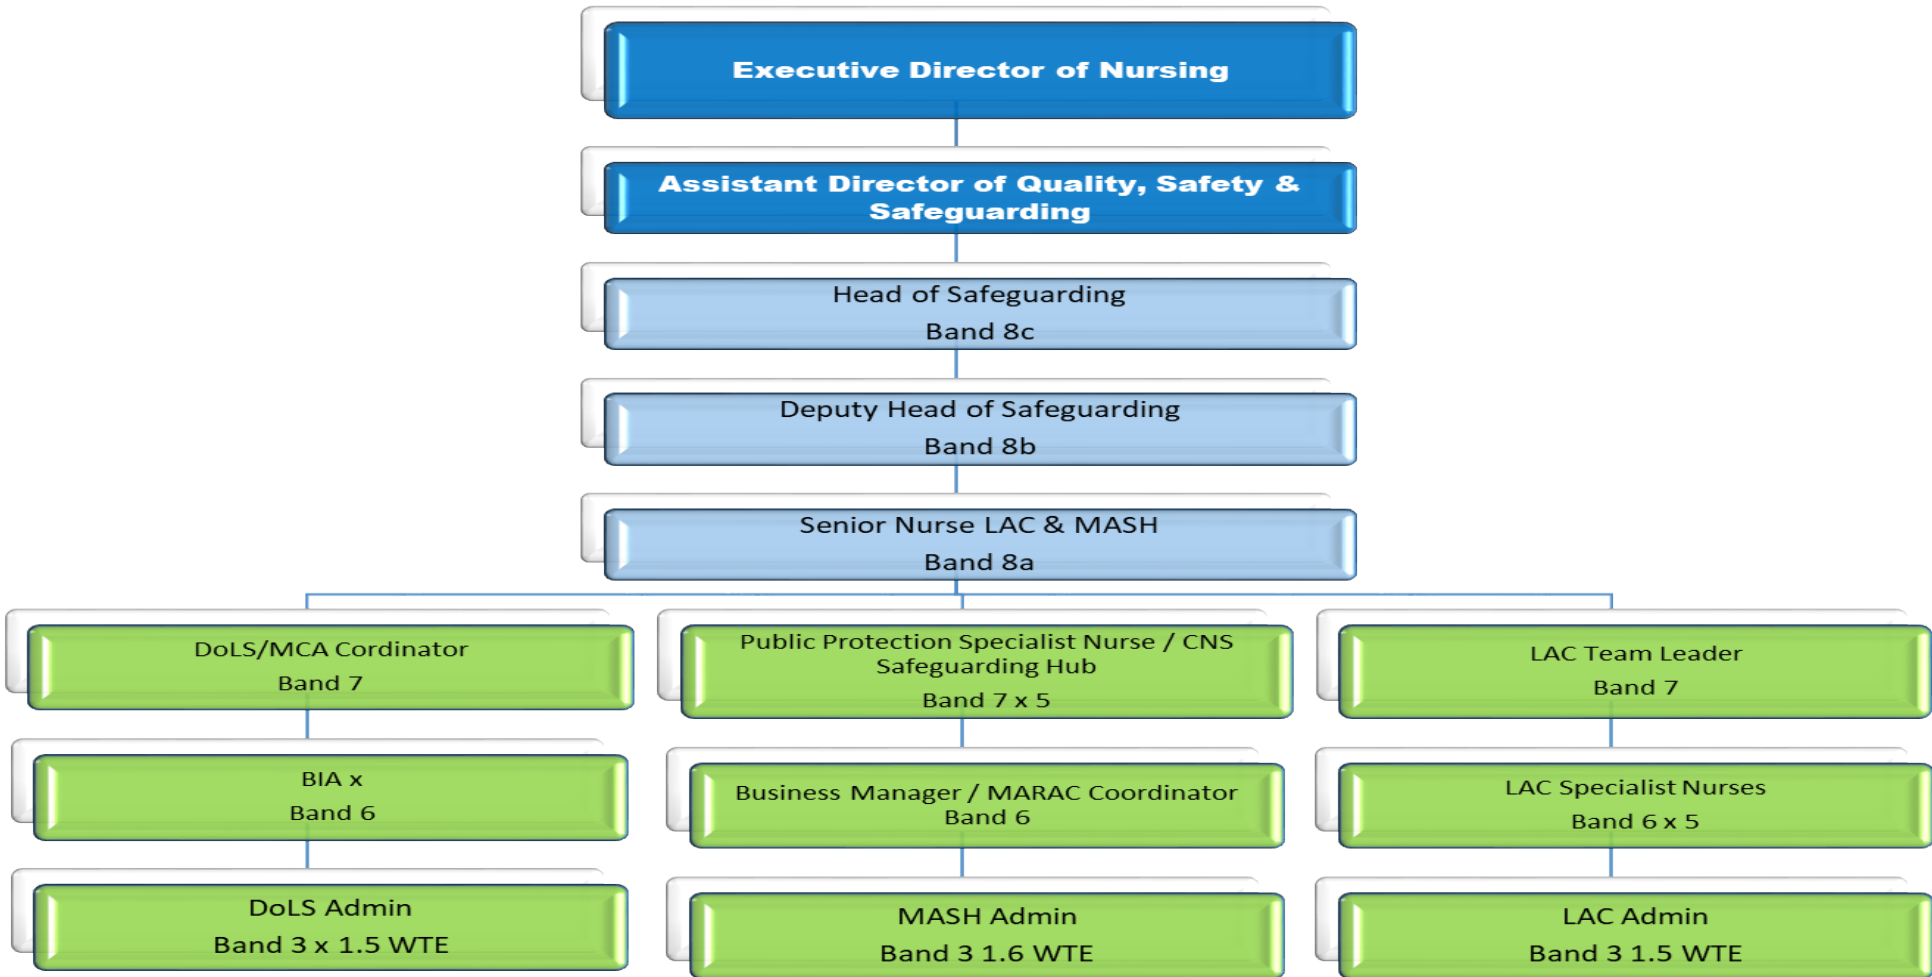 Executive Director of Nursing
Assistant Director of Quality, Safety &
Safeguarding
Head of Safeguarding
Band 8c
Deputy Head of Safeguarding
Band 8b
Senior Nurse LAC & MASH
Band 8a
DoLS/MCA Cordinator
Band 7
Public Protection Specialist Nurse / CNS
Safeguarding Hub
Band 7 x 5
LAC Team Leader
Band 7
BIA x
Band 6
Business Manager / MARAC Coordinator
Band 6
LAC Specialist Nurses
Band 6 x 5
DoLS Admin
Band 3 x 1.5 WTE
MASH Admin
Band 3 1.6 WTE
LAC Admin
Band 3 1.5 WTE